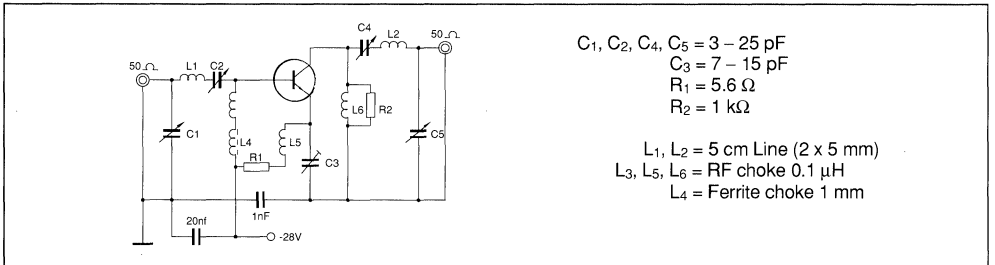 C4
L2
50 Ω
50 Ω
L1
C2
L6
R2
C1
L4
L5
C5
R1
C3
1nF
20nf
-28V
C1, C2, C4, C5 = 3 – 25 pF
C3 = 7 – 15 pF
R1 = 5.6 Ω
R2 = 1 kΩ
L1, L2 = 5 cm Line (2 x 5 mm)
L3, L5, L6 = RF choke 0.1 μH
L4 = Ferrite choke 1 mm